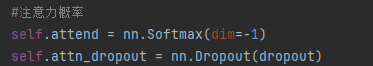 #注意力概率
self.attend = nn.Softmax(dim=-1)
self.attn_dropout = nn.Dropout(dropout)